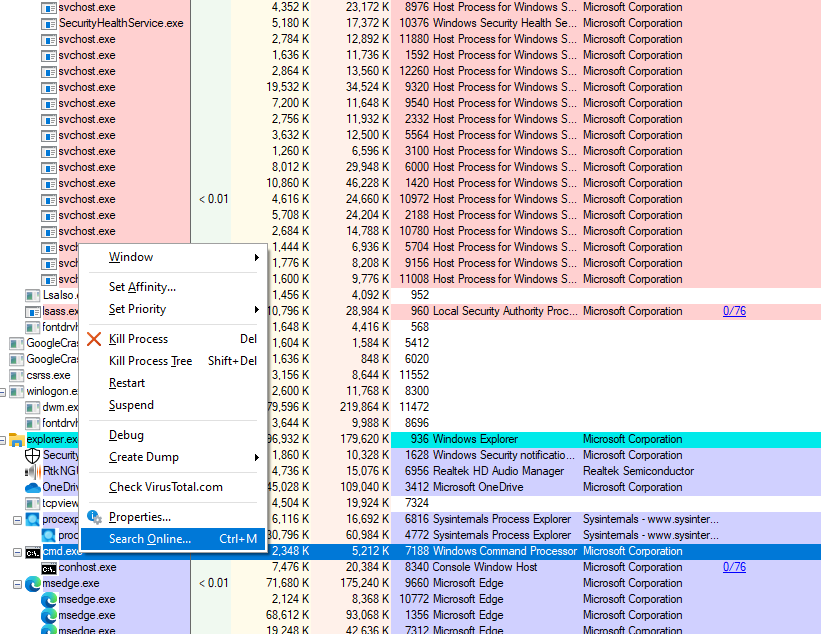 svchost.exe 4,352 K 23,172 K 8976 Host Process for Windows S... Microsoft Corporation
SecurityHealthService.exe 5,180 K 17,372 K 10376 Windows Security Health Se... Microsoft Corporation
svchost.exe 2,784 K 12,892 K 11880 Host Process for Windows S... Microsoft Corporation
svchost.exe 1,636 K 11,736 K 1592 Host Process for Windows S... Microsoft Corporation
svchost.exe 2,864 K 13,560 K 12260 Host Process for Windows S... Microsoft Corporation
svchost.exe 19,532 K 34,524 K 9320 Host Process for Windows S... Microsoft Corporation
svchost.exe 7,200 K 11,648 K 9540 Host Process for Windows S... Microsoft Corporation
svchost.exe 2,756 K 11,932 K 2332 Host Process for Windows S... Microsoft Corporation
svchost.exe 3,632 K 12,500 K 5564 Host Process for Windows S... Microsoft Corporation
svchost.exe 1,260 K 6,596 K 3100 Host Process for Windows S... Microsoft Corporation
svchost.exe 8,012 K 29,948 K 6000 Host Process for Windows S... Microsoft Corporation
svchost.exe 10,860 K 46,228 K 1420 Host Process for Windows S... Microsoft Corporation
svchost.exe < 0.01 4,616 K 24,660 K 10972 Host Process for Windows S... Microsoft Corporation
svchost.exe 5,708 K 24,204 K 2188 Host Process for Windows S... Microsoft Corporation
svchost.exe 2,684 K 14,788 K 10780 Host Process for Windows S... Microsoft Corporation
svch 1,444 K 6,936 K 5704 Host Process for Windows S... Microsoft Corporation
svch 1,776 K 8,208 K 9156 Host Process for Windows S... Microsoft Corporation
svch 1,600 K 9,776 K 11008 Host Process for Windows S... Microsoft Corporation
LsaIso. 1,456 K 4,092 K 952
lsass.ex 10,796 K 28,984 K 960 Local Security Authority Proc... Microsoft Corporation 0/76
fontdrvh 1,648 K 4,416 K 568
GoogleCras 1,604 K 1,584 K 5412
GoogleCras 1,636 K 848 K 6020
csrss.exe 3,156 K 8,644 K 11552
winlogon.e 2,600 K 11,768 K 8300
dwm.ex 79,596 K 219,864 K 11472
fontdrvh 3,644 K 9,988 K 8696
explorer.exe 96,932 K 179,620 K 936 Windows Explorer Microsoft Corporation
Security 1,860 K 10,328 K 1628 Windows Security notificatio... Microsoft Corporation
RtkNGU 4,736 K 15,076 K 6956 Realtek HD Audio Manager Realtek Semiconductor
OneDriv 45,028 K 109,040 K 3412 Microsoft OneDrive Microsoft Corporation
tcpview 4,504 K 19,924 K 7324
procexp 6,116 K 16,692 K 6816 Sysinternals Process Explorer Sysinternals - www.sysinter...
proc 30,796 K 60,984 K 4772 Sysinternals Process Explorer Sysinternals - www.sysinter...
cmd.exe 2,348 K 5,212 K 7188 Windows Command Processor Microsoft Corporation
conhost.exe 7,476 K 20,384 K 8340 Console Window Host Microsoft Corporation 0/76
msedge.exe < 0.01 71,680 K 175,240 K 9660 Microsoft Edge Microsoft Corporation
msedge.exe 2,124 K 8,368 K 10772 Microsoft Edge Microsoft Corporation
msedge.exe 68,612 K 93,068 K 1356 Microsoft Edge Microsoft Corporation
msedge.exe 19,248 K 42,636 K 7312 Microsoft Edge Microsoft Corporation
Window
Set Affinity...
Set Priority
Kill Process Del
Kill Process Tree Shift+Del
Restart
Suspend
Debug
Create Dump
Check VirusTotal.com
Properties...
Search Online... Ctrl+M